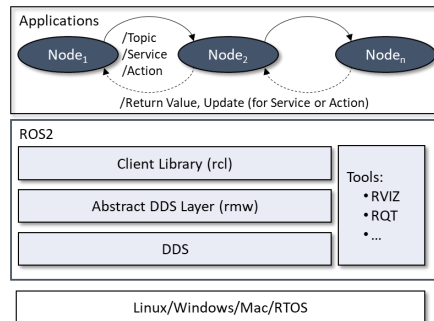 Applications
Node1
/Topic
/Service
/Action
Node2
Noden
/Return Value, Update (for Service or Action)
ROS2
Client Library (rcl)
Abstract DDS Layer (rmw)
DDS
Tools:
• RVIZ
• RQT
• ...
Linux/Windows/Mac/RTOS